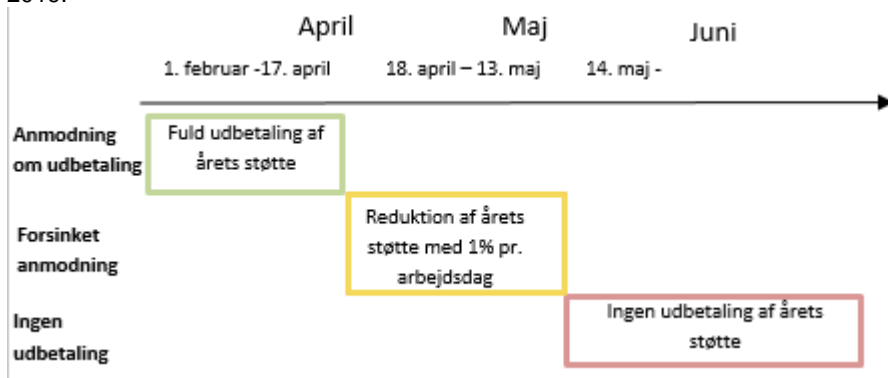 April Maj Juni
1. februar -17. april 18. april – 13. maj 14. maj -
Anmodning
om udbetaling
Fuld udbetaling af
årets støtte
Forsinket
anmodning
Reduktion af årets
støtte med 1% pr.
arbejdsdag
Ingen
udbetaling
Ingen udbetaling af årets
støtte